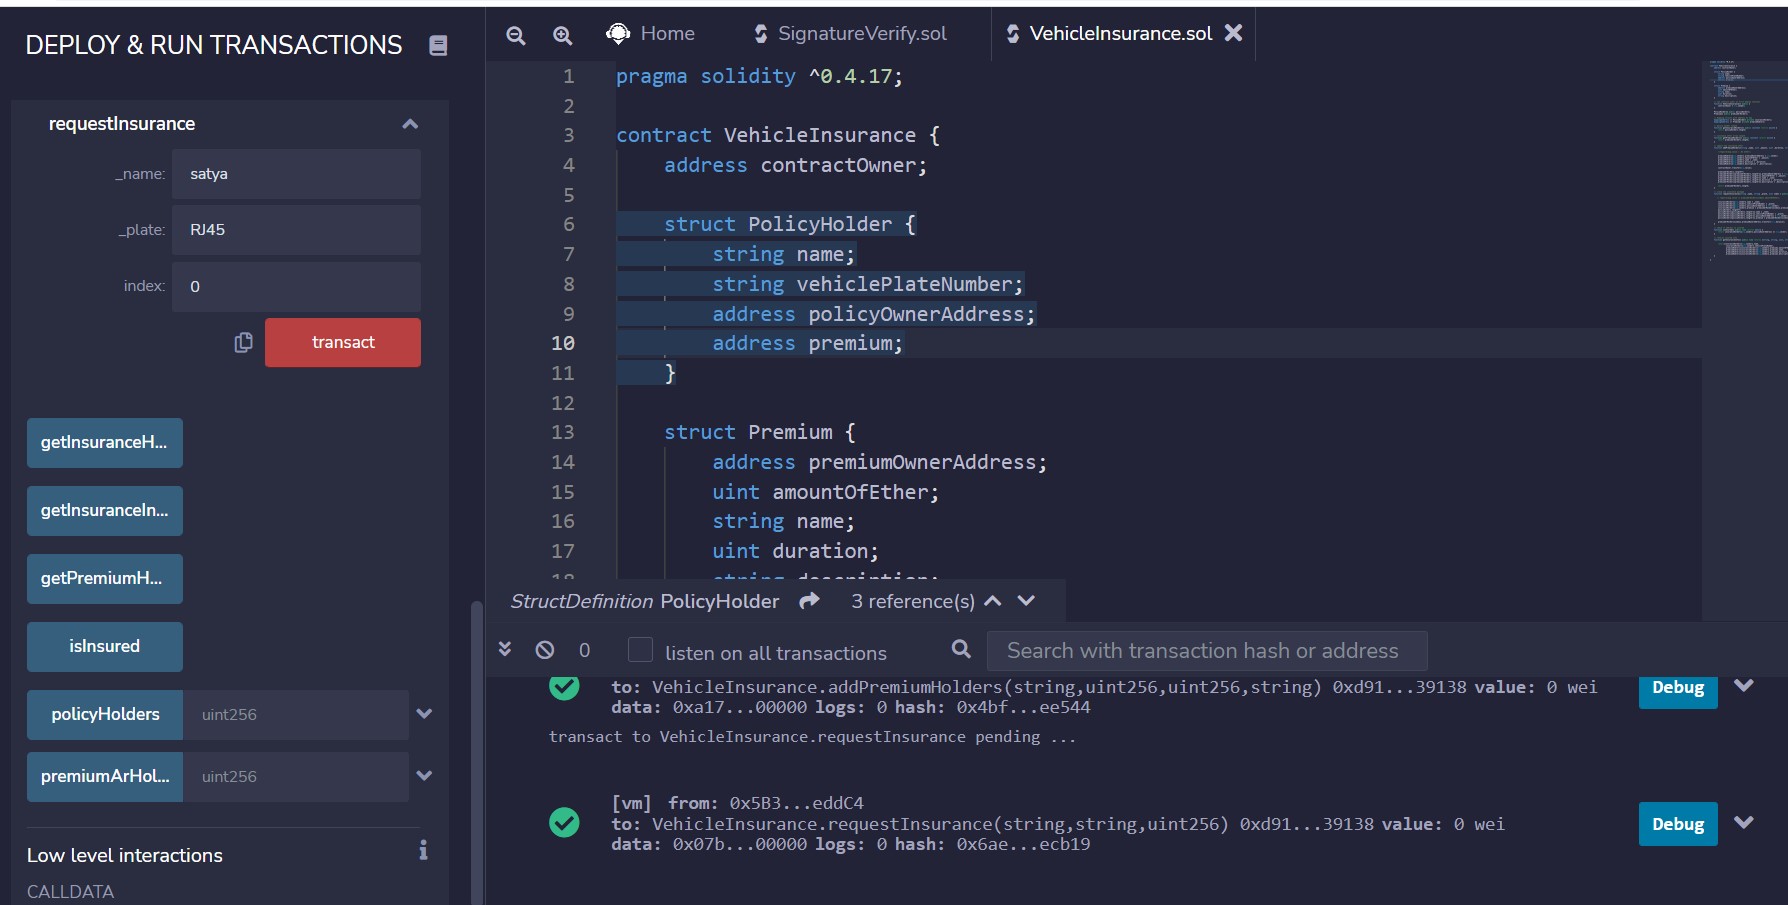 DEPLOY & RUN TRANSACTIONS
requestInsurance
_name: satya
_plate: RJ45
index: 0
transact
getInsuranceH...
getInsuranceIn...
getPremiumH...
isInsured
policyHolders uint256
premiumArHol... uint256
Low level interactions
CALLDATA
Home SignatureVerify.sol VehicleInsurance.sol
1 pragma solidity ^0.4.17;
2
3 contract VehicleInsurance {
4 address contractOwner;
5
6 struct PolicyHolder {
7 string name;
8 string vehiclePlateNumber;
9 address policyOwnerAddress;
10 address premium;
11 }
12
13 struct Premium {
14 address premiumOwnerAddress;
15 uint amountOfEther;
16 string name;
17 uint duration;
18 string description;
StructDefinition PolicyHolder 3 reference(s)
0 listen on all transactions Search with transaction hash or address
to: VehicleInsurance.addPremiumHolders(string,uint256,uint256,string) 0xd91...39138 value: 0 wei Debug
data: 0xa17...00000 logs: 0 hash: 0x4bf...ee544
transact to VehicleInsurance.requestInsurance pending ...
[vm] from: 0x5B3...eddC4
to: VehicleInsurance.requestInsurance(string,string,uint256) 0xd91...39138 value: 0 wei Debug
data: 0x07b...00000 logs: 0 hash: 0x6ae...ecb19